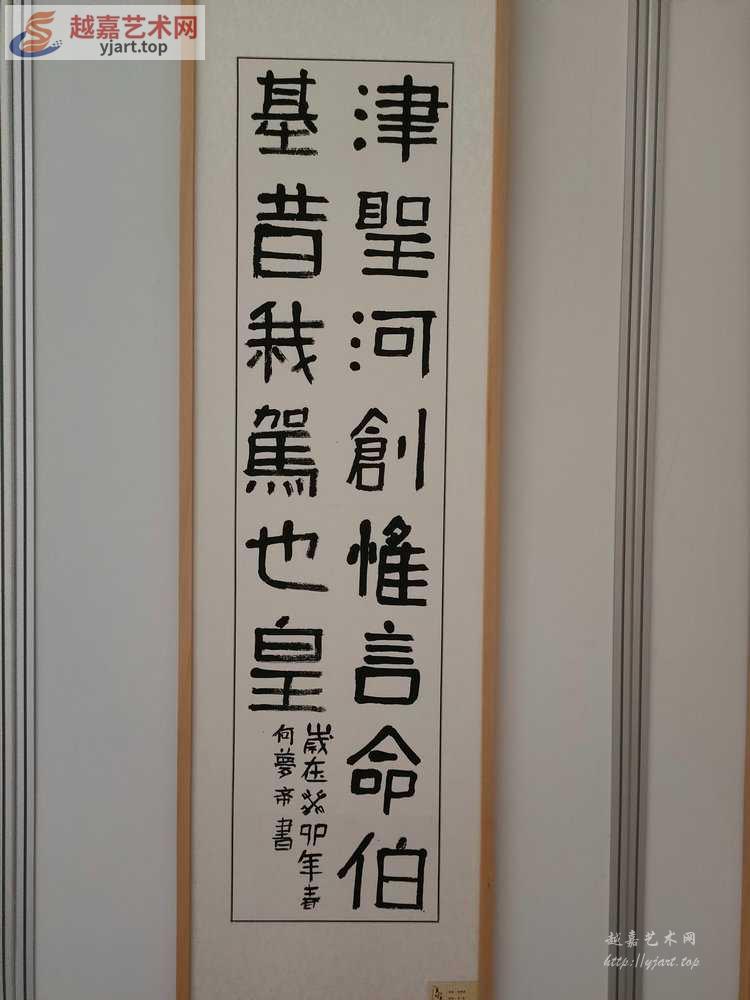 越嘉艺术网
yjart.top
津聖河創惟言命伯
基昔我駕也皇
歲在癸卯年春
何夢帝書
越嘉艺术网
http://yjart.top